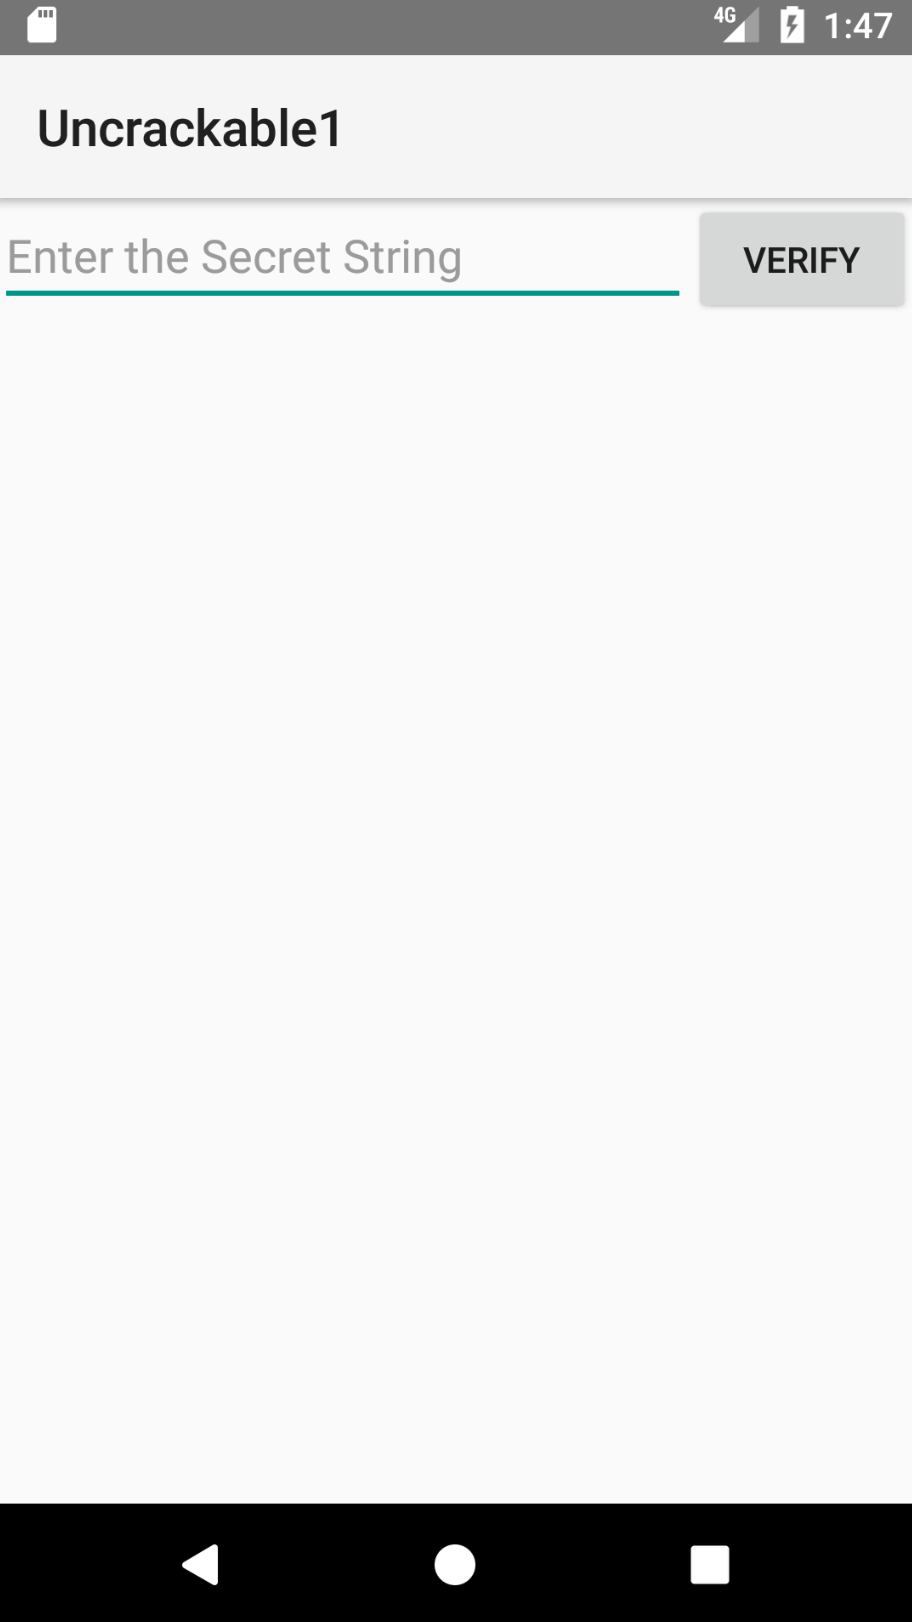 4G 1:47
Uncrackable1
Enter the Secret String
VERIFY